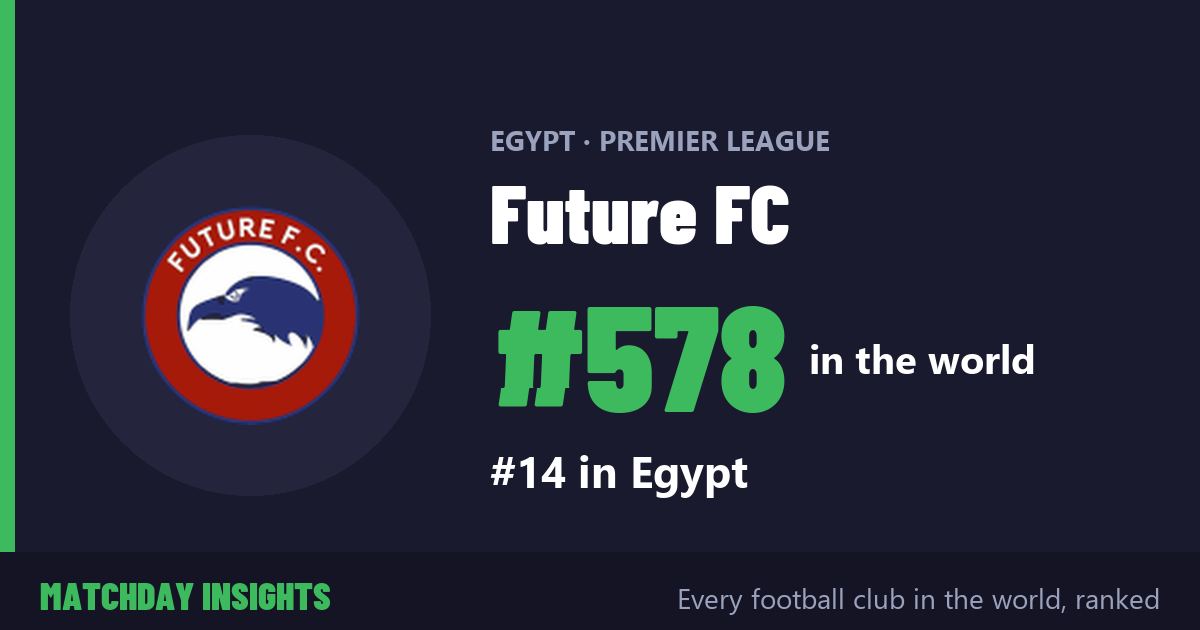 EGYPT · PREMIER LEAGUE
Future FC
FUTURE F.C.
#578 in the world
#14 in Egypt
MATCHDAY INSIGHTS
Every football club in the world, ranked